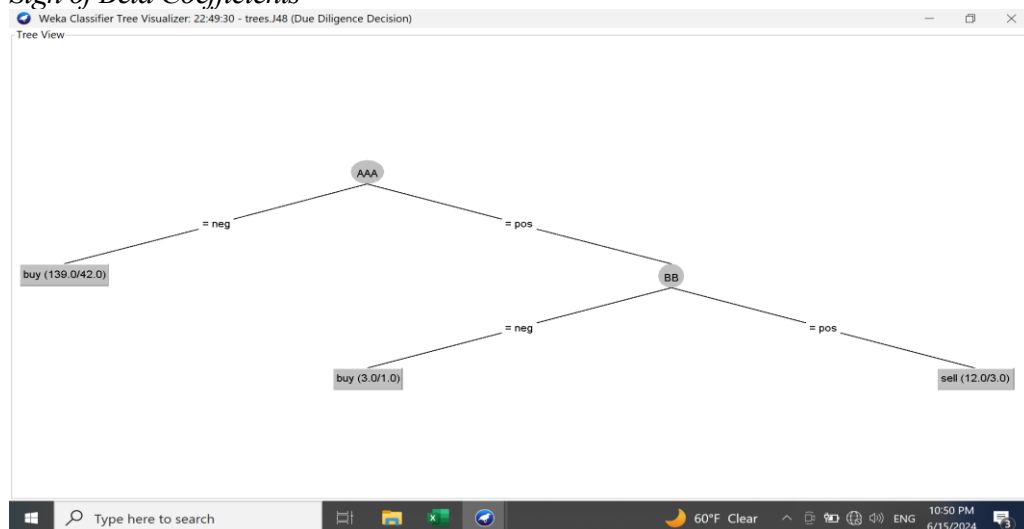 Sign of Beta Coefficients
Weka Classifier Tree Visualizer: 22:49:30 - trees.J48 (Due Diligence Decision)
Tree View
AAA
= neg
= pos
buy (139.0/42.0)
BB
= neg
= pos
buy (3.0/1.0)
sell (12.0/3.0)
Type here to search
60°F Clear
ENG
10:50 PM
6/15/2024
3